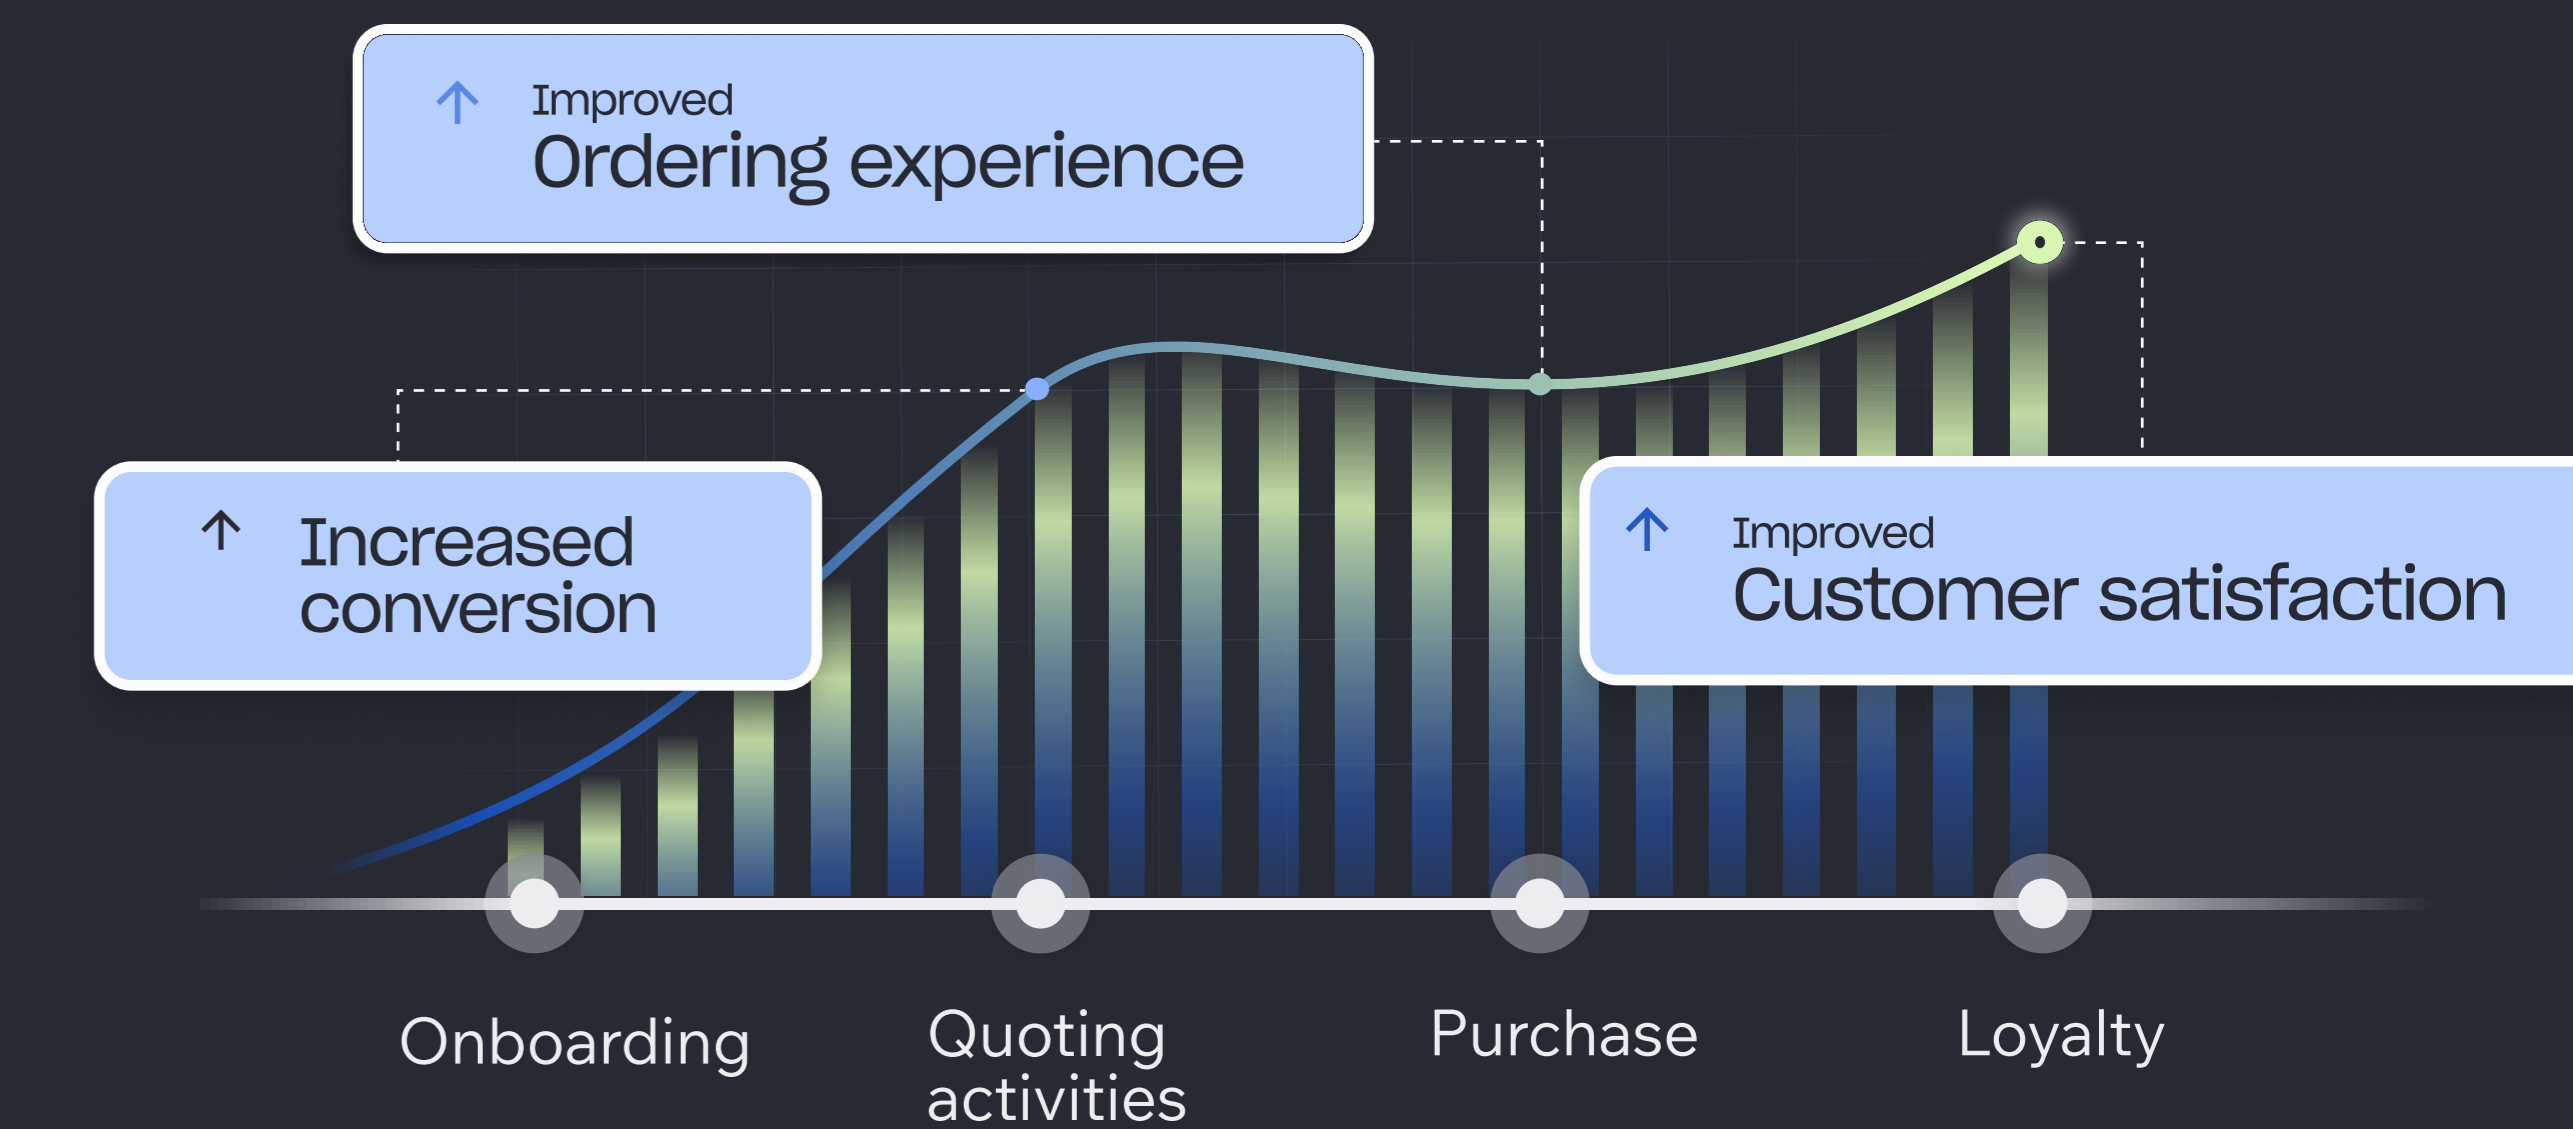 Improved
Ordering experience
Increased
conversion
Improved
Customer satisfaction
Onboarding
Quoting
activities
Purchase
Loyalty